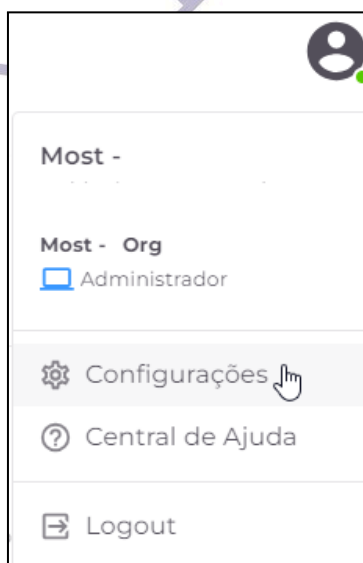 Most -
Most - Org
Administrador
Configurações
Central de Ajuda
Logout